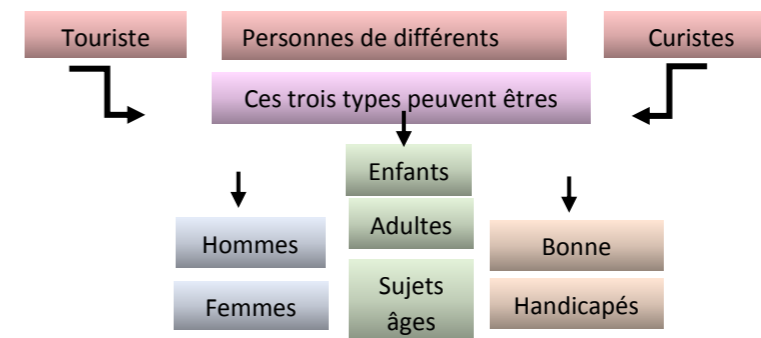 Touriste
Personnes de différents
Curistes
Ces trois types peuvent êtres
Enfants
Adultes
Sujets
âges
Hommes
Femmes
Bonne
Handicapés